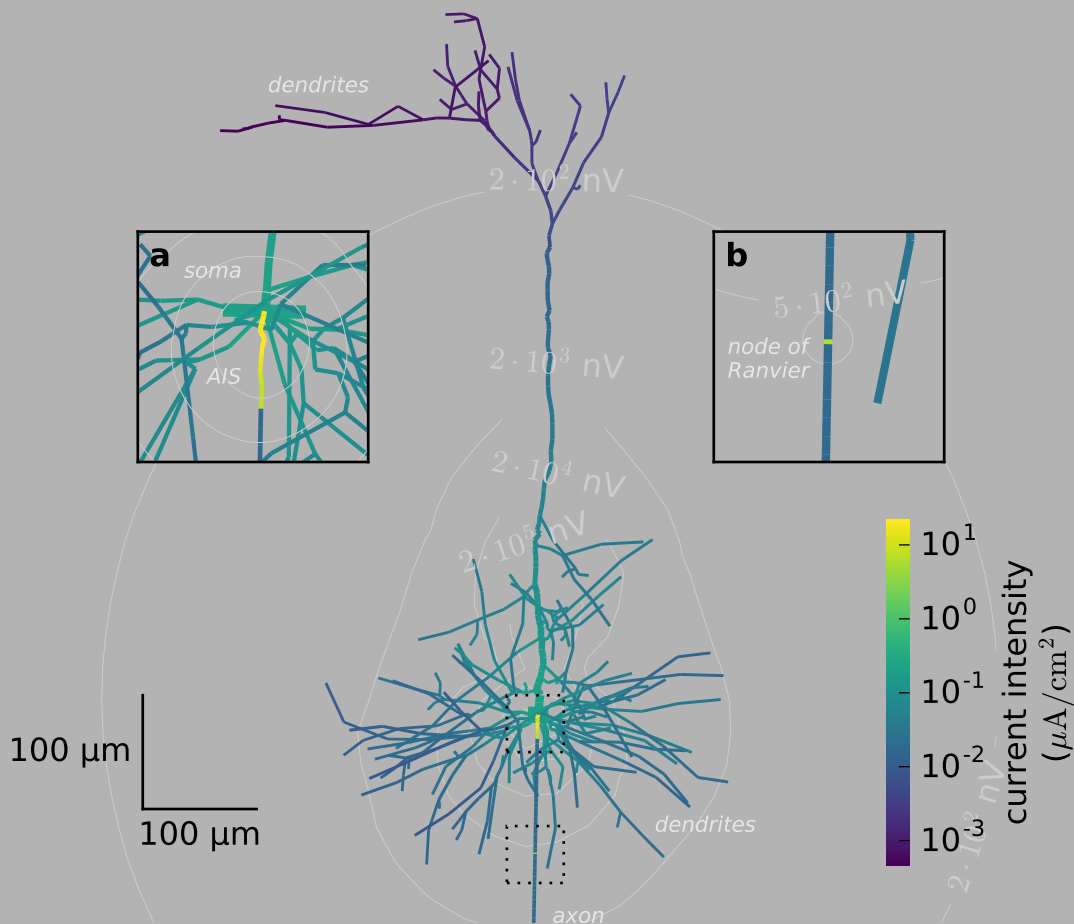 dendrites
2 · 10² nV
a
soma
AIS
b
5 · 10² nV
node of
Ranvier
2 · 10³ nV
2 · 10⁴ nV
2 · 10⁵ nV
10¹
10⁰
10⁻¹
10⁻²
10⁻³
current intensity
(μA/cm²)
100 μm
100 μm
dendrites
2 · 10² nV
axon